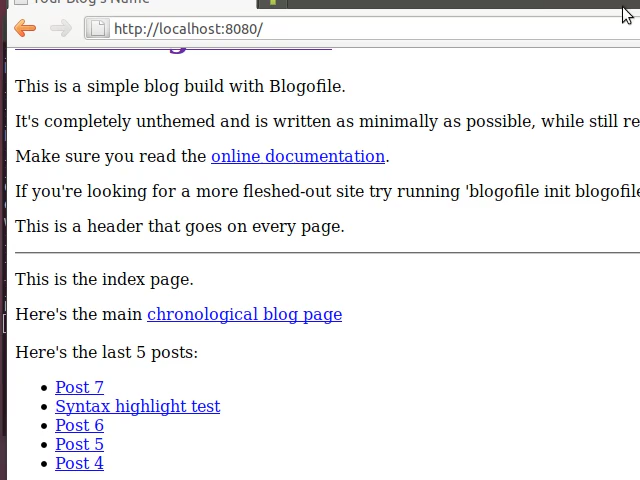 Your Blog's Name
http://localhost:8080/
This is a simple blog build with Blogofile.
It's completely unthemed and is written as minimally as possible, while still re
Make sure you read the online documentation.
If you're looking for a more fleshed-out site try running 'blogofile init blogofile
This is a header that goes on every page.
This is the index page.
Here's the main chronological blog page
Here's the last 5 posts:
Post 7
Syntax highlight test
Post 6
Post 5
Post 4